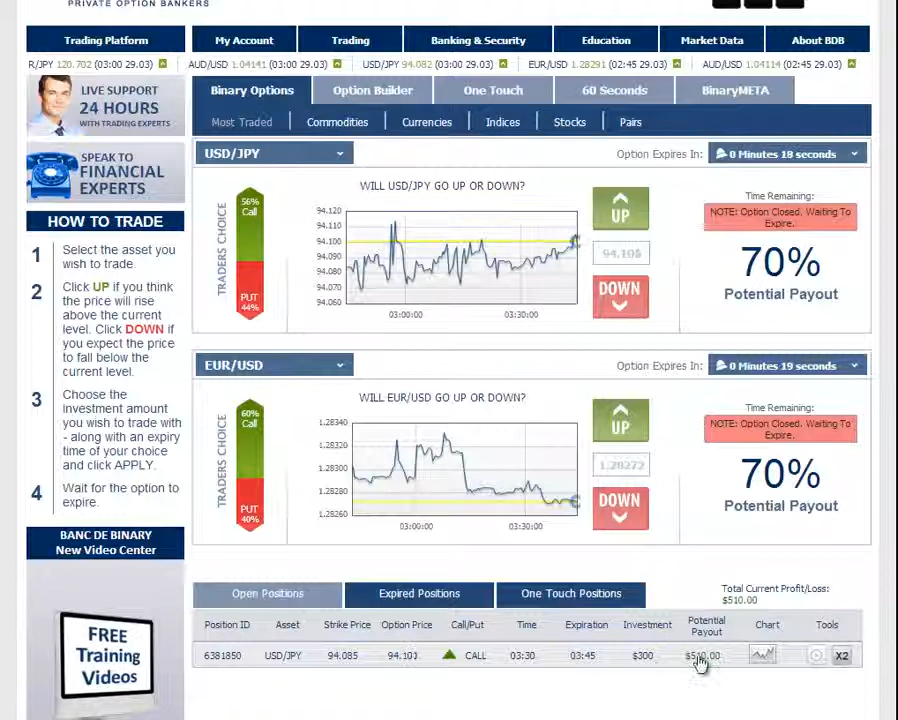 PRIVATE OPTION BANKERS
Trading Platform
My Account
Trading
Banking & Security
Education
Market Data
About BDB
R/JPY 120.702 (03:00 29.03)
AUD/USD 1.04141 (03:00 29.03)
USD/JPY 94.082 (03:00 29.03)
EUR/USD 1.28291 (02:45 29.03)
AUD/USD 1.04114 (02:45 29.03)
LIVE SUPPORT
24 HOURS
WITH TRADING EXPERTS
SPEAK TO
FINANCIAL
EXPERTS
HOW TO TRADE
1 Select the asset you
wish to trade.
2 Click UP if you think
the price will rise
above the current
level. Click DOWN if
you expect the price
to fall below the
current level.
3 Choose the
investment amount
you wish to trade with
- along with an expiry
time of your choice
and click APPLY.
4 Wait for the option to
expire.
BANC DE BINARY
New Video Center
FREE
Training
Videos
Binary Options
Option Builder
One Touch
60 Seconds
BinaryMETA
Most Traded
Commodities
Currencies
Indices
Stocks
Pairs
USD/JPY
Option Expires In:
0 Minutes 18 seconds
TRADERS CHOICE
56%
Call
PUT
44%
WILL USD/JPY GO UP OR DOWN?
94.120
94.110
94.100
94.090
94.080
94.070
94.060
03:00:00
03:30:00
UP
DOWN
Time Remaining:
NOTE: Option Closed. Waiting To
Expire.
70%
Potential Payout
EUR/USD
Option Expires In:
0 Minutes 19 seconds
TRADERS CHOICE
60%
Call
PUT
40%
WILL EUR/USD GO UP OR DOWN?
1.28340
1.28320
1.28300
1.28280
1.28260
03:00:00
03:30:00
UP
1.28272
DOWN
Time Remaining:
NOTE: Option Closed. Waiting To
Expire.
70%
Potential Payout
Open Positions
Expired Positions
One Touch Positions
Total Current Profit/Loss:
$510.00
Position ID
Asset
Strike Price
Option Price
Call/Put
Time
Expiration
Investment
Potential
Payout
Chart
Tools
6381850
USD/JPY
94.085
CALL
03:30
03:45
$300
X2